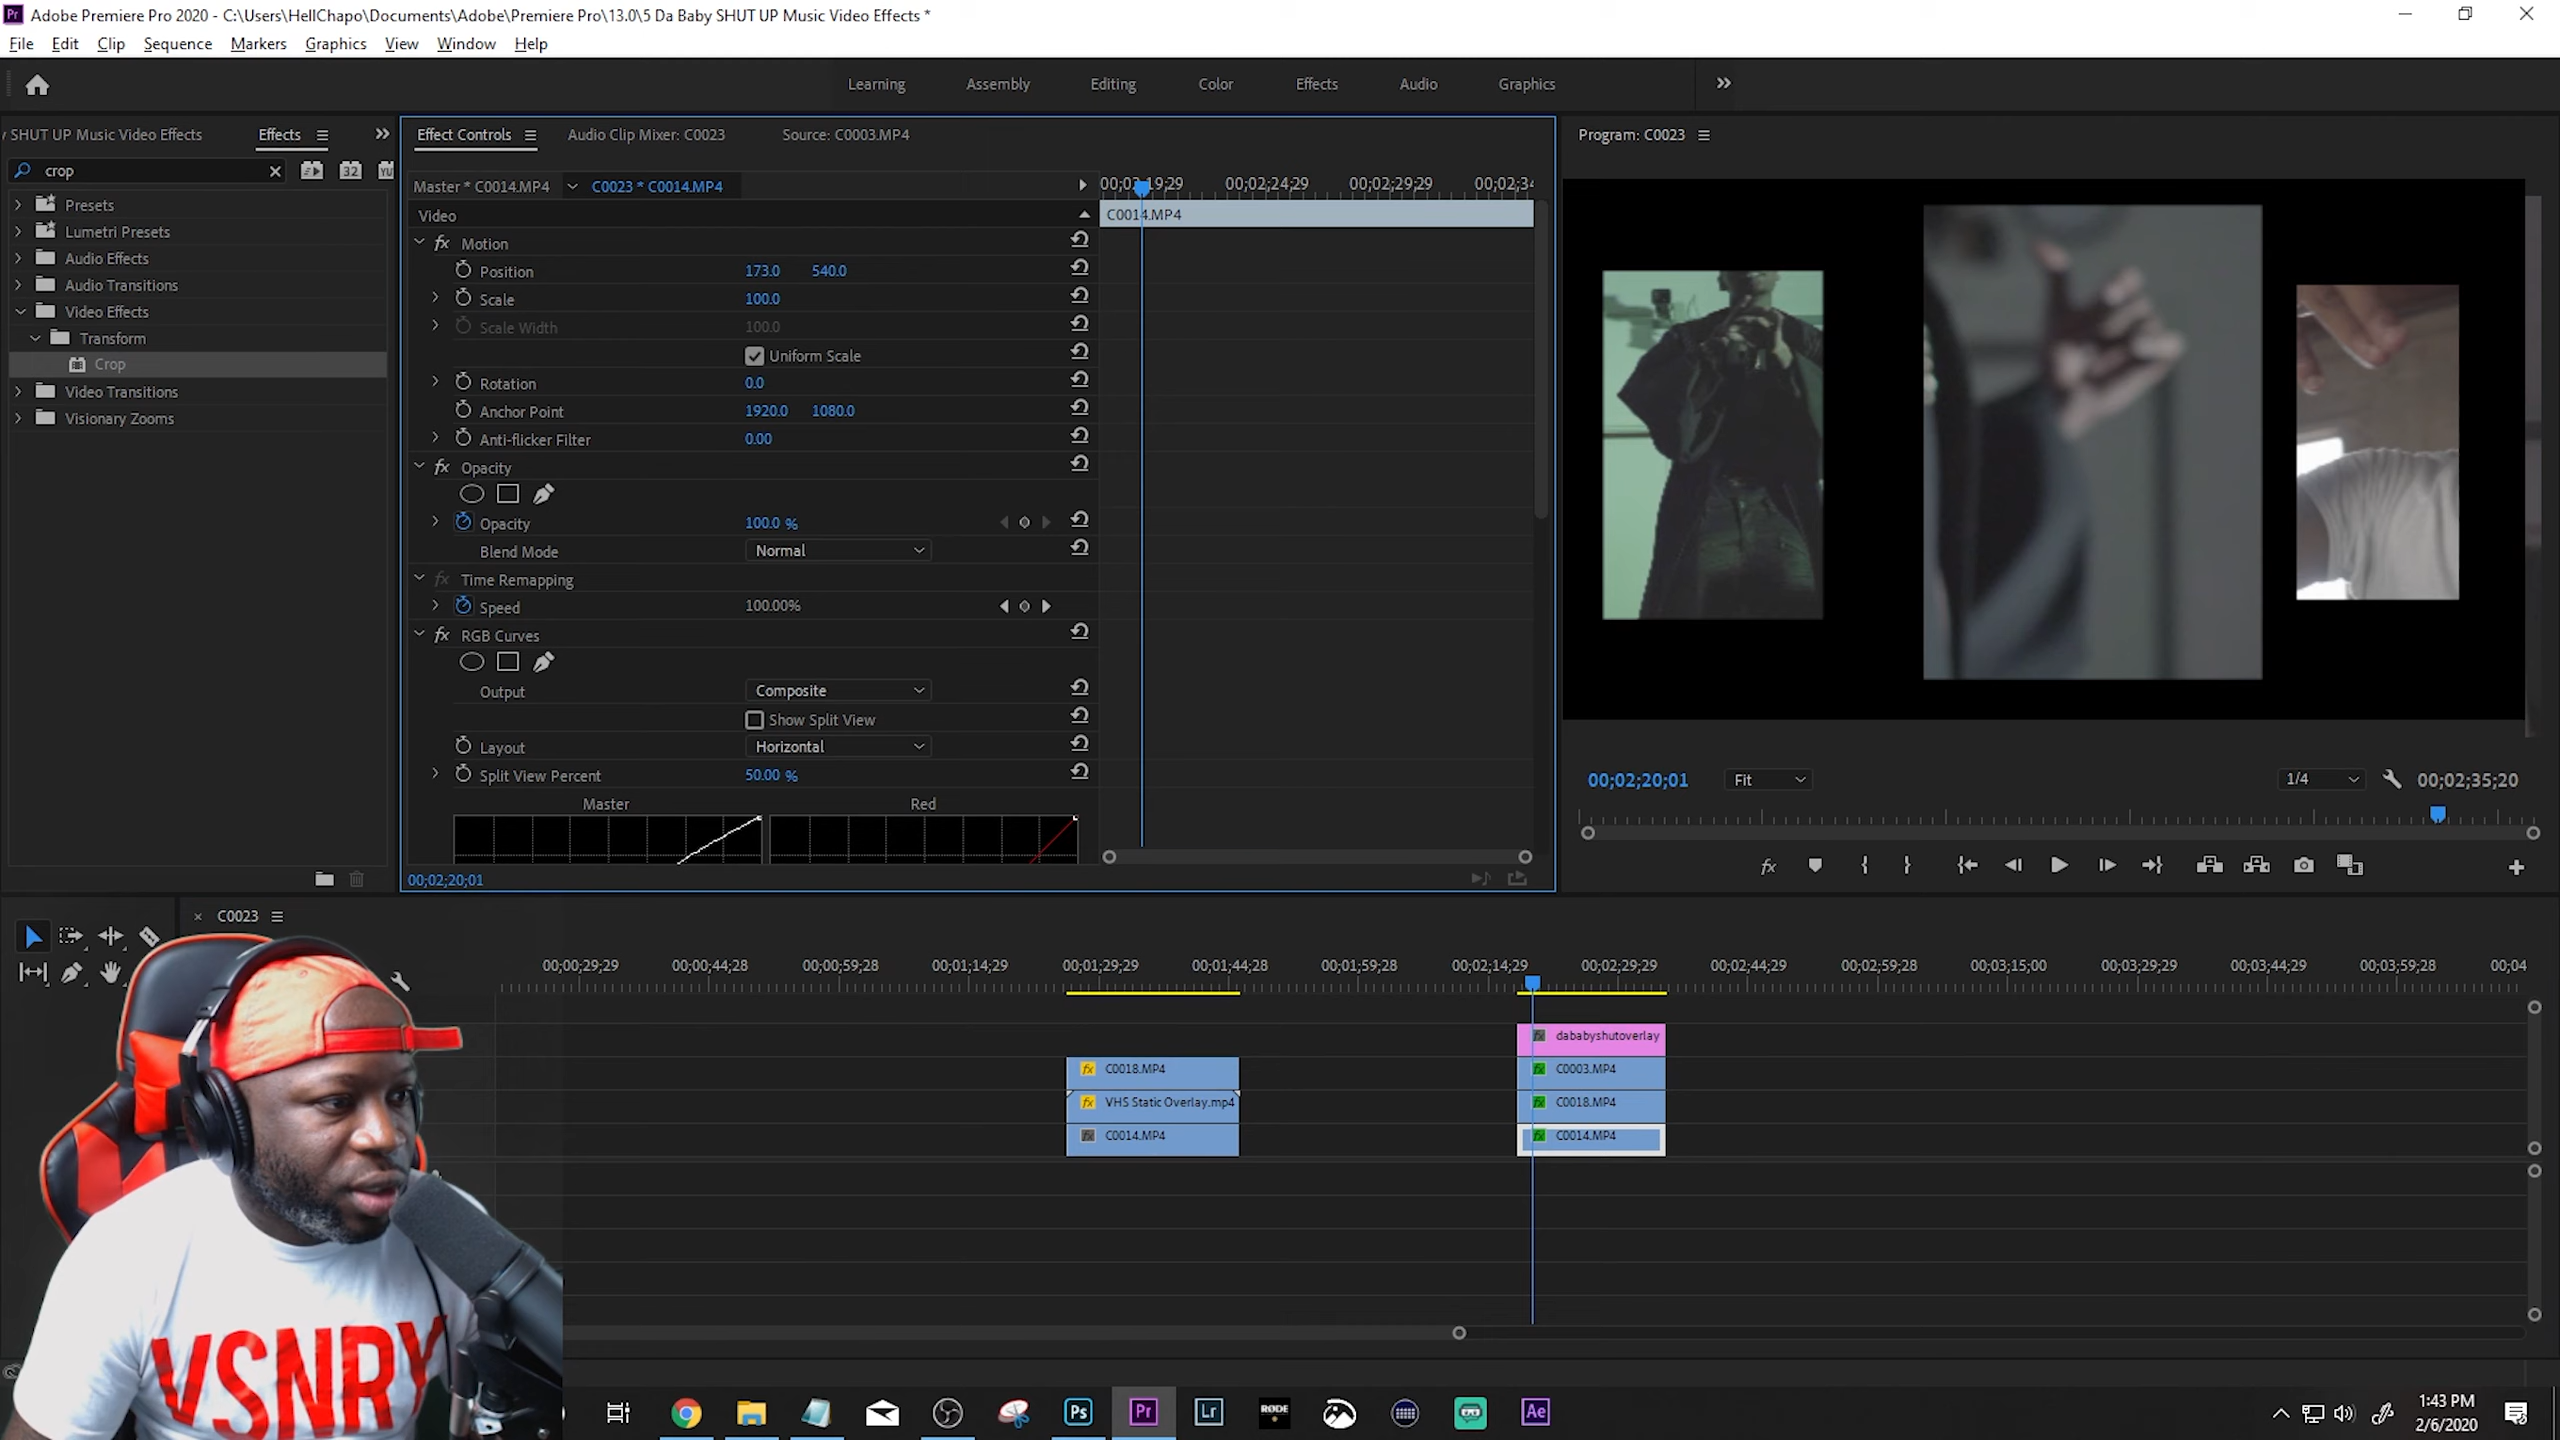 Adobe Premiere Pro 2020 - C:\Users\HellChapo\Documents\Adobe\Premiere Pro\13.0\5 Da Baby SHUT UP Music Video Effects *
File Edit Clip Sequence Markers Graphics View Window Help
Learning Assembly Editing Color Effects Audio Graphics
SHUT UP Music Video Effects Effects
crop 32
Presets
Lumetri Presets
Audio Effects
Audio Transitions
Video Effects
Transform
Crop
Video Transitions
Visionary Zooms
Effect Controls Audio Clip Mixer: C0023 Source: C0003.MP4
Master * C0014.MP4 C0023 * C0014.MP4
00;02;24;29 00;02;29;29 00;02;34
C0014.MP4
Video
Motion
Position 173.0 540.0
Scale 100.0
Scale Width 100.0
Uniform Scale
Rotation 0.0
Anchor Point 1920.0 1080.0
Anti-flicker Filter 0.00
Opacity
Opacity 100.0 %
Blend Mode Normal
Time Remapping
Speed 100.00%
RGB Curves
Output Composite
Show Split View
Layout Horizontal
Split View Percent 50.00 %
Master Red
00;02;20;01
Program: C0023
00;02;20;01 Fit 1/4 00;02;35;20
C0023
00;00;29;29 00;00;44;28 00;00;59;28 00;01;14;29 00;01;29;29 00;01;44;28 00;01;59;28 00;02;14;29 00;02;29;29 00;02;44;29 00;02;59;28 00;03;15;00 00;03;29;29 00;03;44;29 00;03;59;28 00;04
dababyshutoverlay
C0018.MP4 C0003.MP4
VHS Static Overlay.mp4 C0018.MP4
C0014.MP4 C0014.MP4
VSNRY
Ps Pr Lr RØDE Ae
1:43 PM
2/6/2020